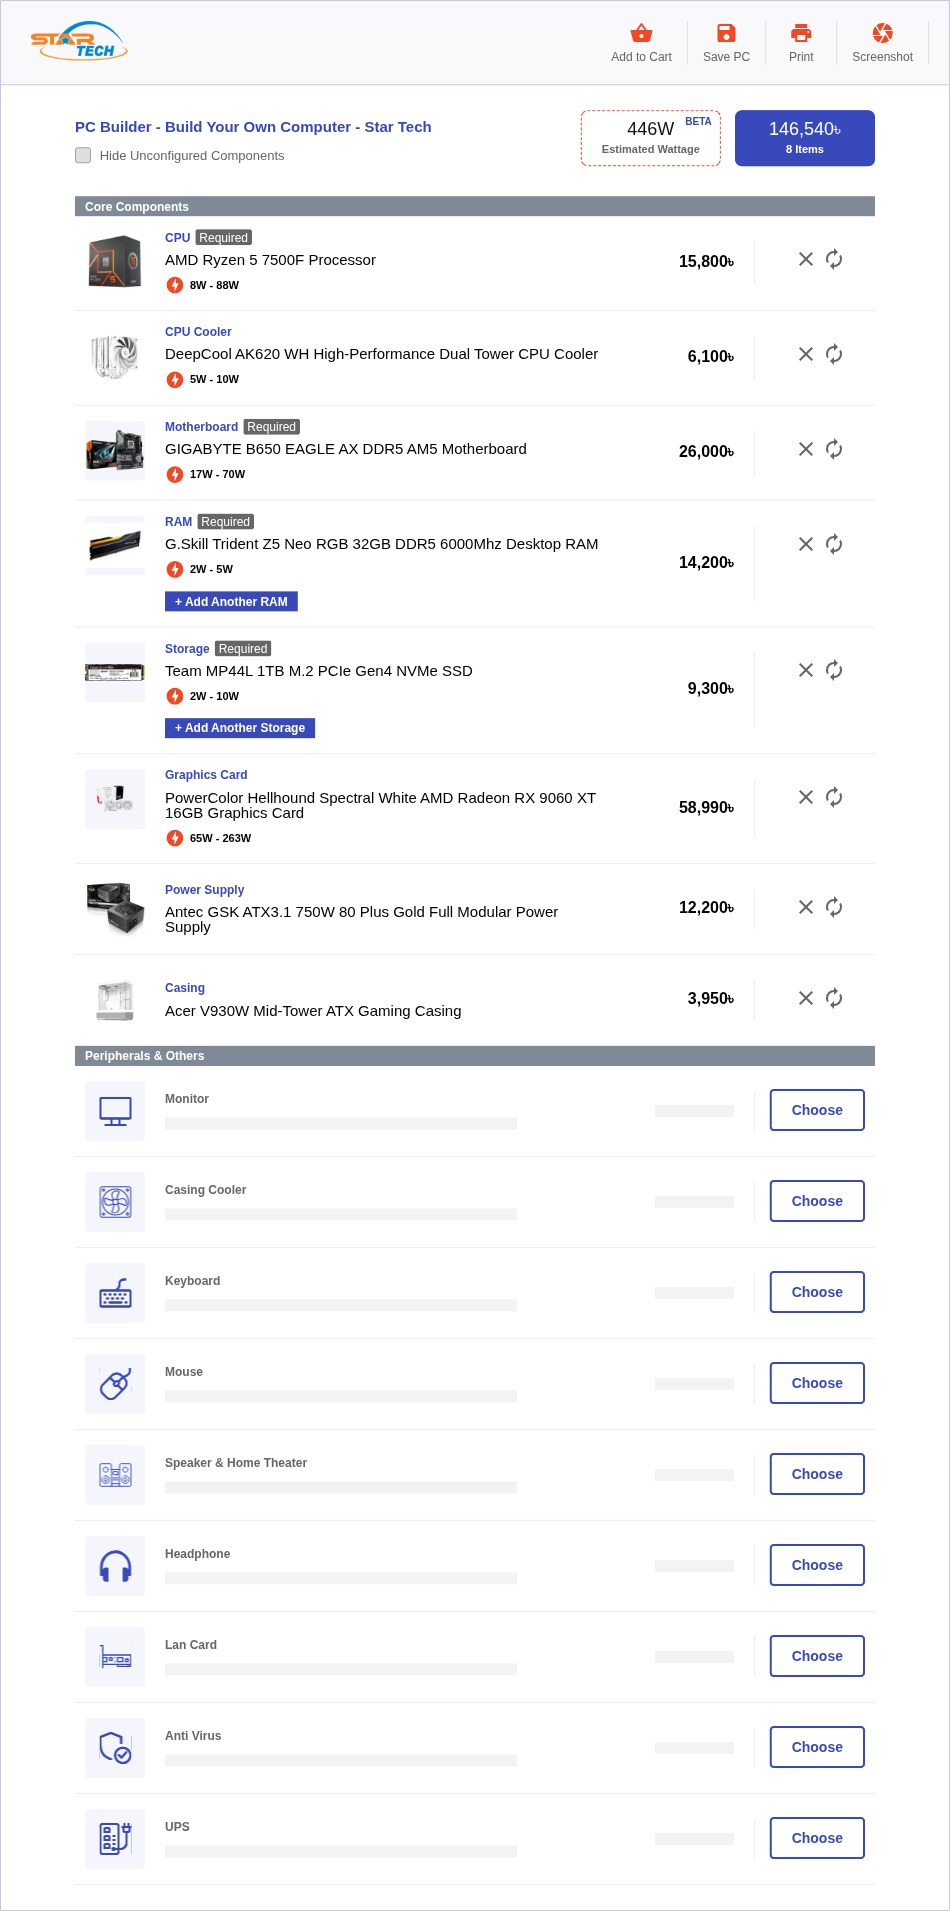 STAR
TECH
Add to Cart
Save PC
Print
Screenshot
PC Builder - Build Your Own Computer - Star Tech
Hide Unconfigured Components
446W
BETA
Estimated Wattage
146,540৳
8 Items
Core Components
CPU Required
AMD Ryzen 5 7500F Processor
8W - 88W
15,800৳
CPU Cooler
DeepCool AK620 WH High-Performance Dual Tower CPU Cooler
5W - 10W
6,100৳
Motherboard Required
GIGABYTE B650 EAGLE AX DDR5 AM5 Motherboard
17W - 70W
26,000৳
RAM Required
G.Skill Trident Z5 Neo RGB 32GB DDR5 6000Mhz Desktop RAM
2W - 5W
+ Add Another RAM
14,200৳
Storage Required
Team MP44L 1TB M.2 PCIe Gen4 NVMe SSD
2W - 10W
+ Add Another Storage
9,300৳
Graphics Card
PowerColor Hellhound Spectral White AMD Radeon RX 9060 XT
16GB Graphics Card
65W - 263W
58,990৳
Power Supply
Antec GSK ATX3.1 750W 80 Plus Gold Full Modular Power
Supply
12,200৳
Casing
Acer V930W Mid-Tower ATX Gaming Casing
3,950৳
Peripherals & Others
Monitor
Choose
Casing Cooler
Choose
Keyboard
Choose
Mouse
Choose
Speaker & Home Theater
Choose
Headphone
Choose
Lan Card
Choose
Anti Virus
Choose
UPS
Choose